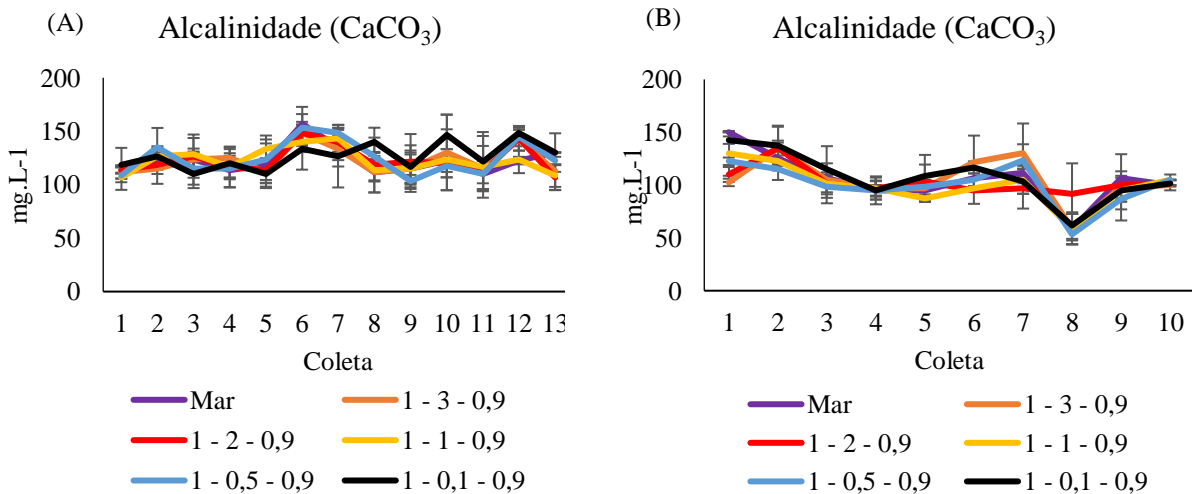 (A)
Alcalinidade (CaCO₃)
200
150
100
50
0
mg.L-1
1 2 3 4 5 6 7 8 9 10 11 12 13
Coleta
Mar 1 - 3 - 0,9
1 - 2 - 0,9 1 - 1 - 0,9
1 - 0,5 - 0,9 1 - 0,1 - 0,9
(B)
Alcalinidade (CaCO₃)
200
150
100
50
0
mg.L-1
1 2 3 4 5 6 7 8 9 10
Coleta
Mar 1 - 3 - 0,9
1 - 2 - 0,9 1 - 1 - 0,9
1 - 0,5 - 0,9 1 - 0,1 - 0,9